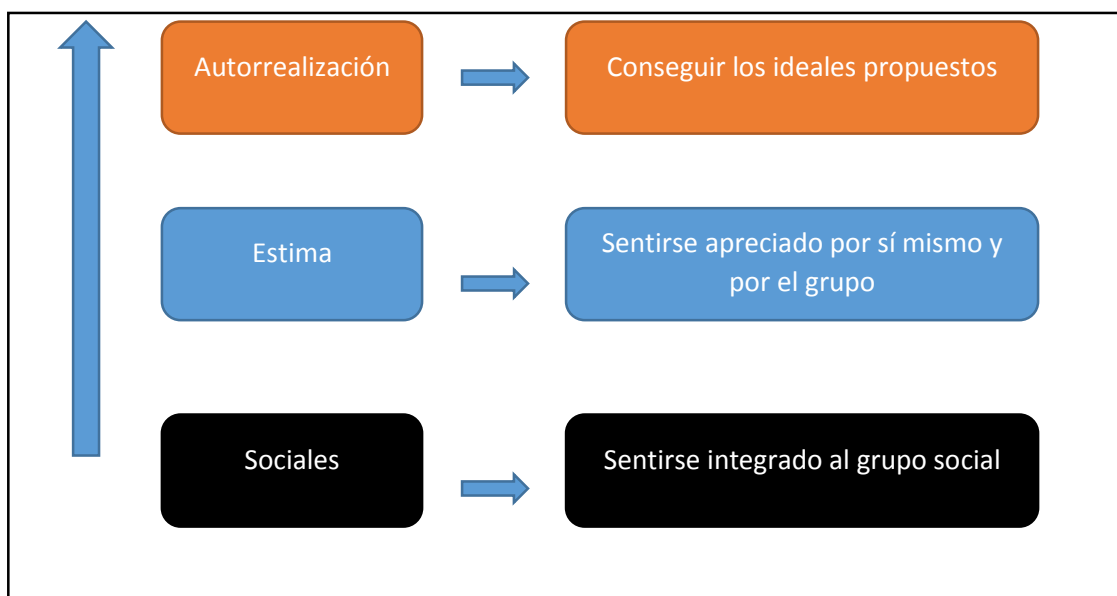 Autorrealización
Conseguir los ideales propuestos
Estima
Sentirse apreciado por sí mismo y
por el grupo
Sociales
Sentirse integrado al grupo social